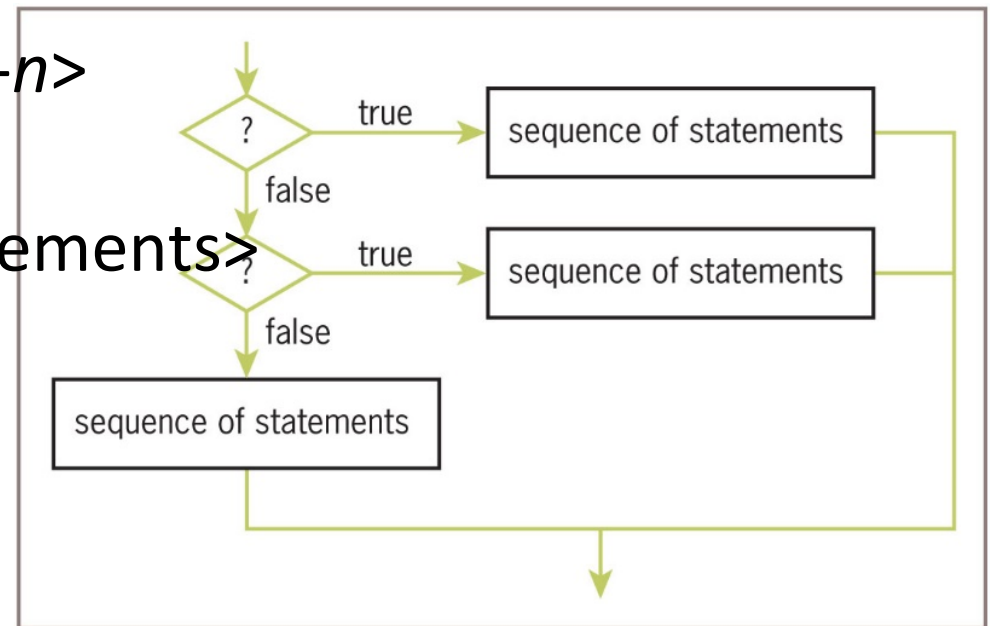 -n>
?
true
sequence of statements
false
ements>
?
true
sequence of statements
false
sequence of statements